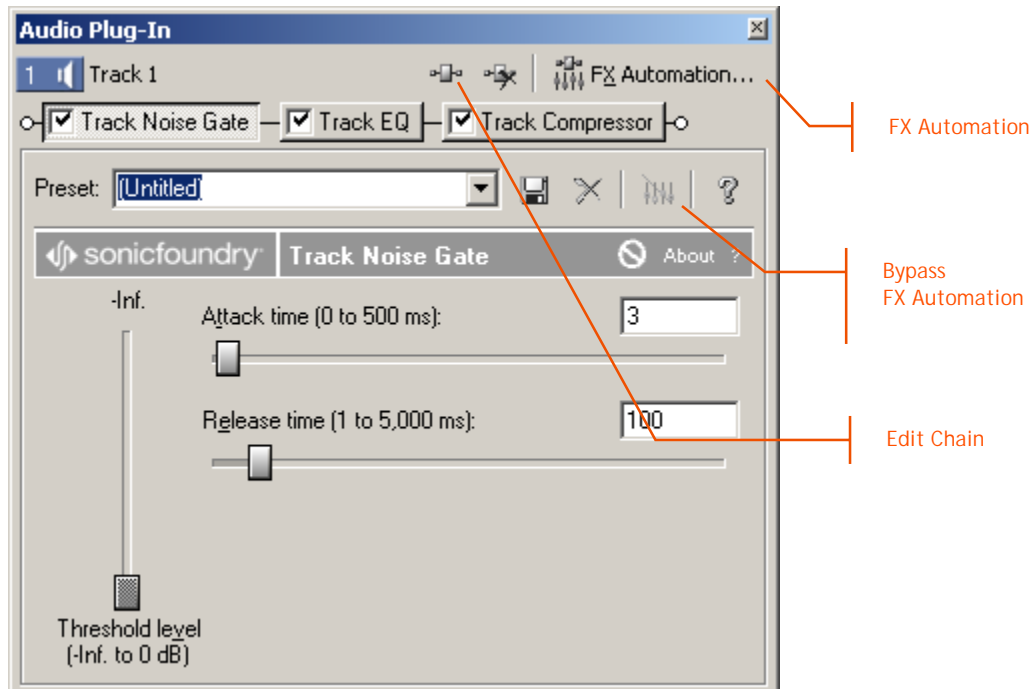 Audio Plug-In
1 Track 1 FX Automation...
Track Noise Gate Track EQ Track Compressor
FX Automation
Preset: (Untitled)
sonicfoundry Track Noise Gate About ?
Bypass
FX Automation
-Inf.
Attack time (0 to 500 ms): 3
Release time (1 to 5,000 ms): 100
Edit Chain
Threshold level
(-Inf. to 0 dB)